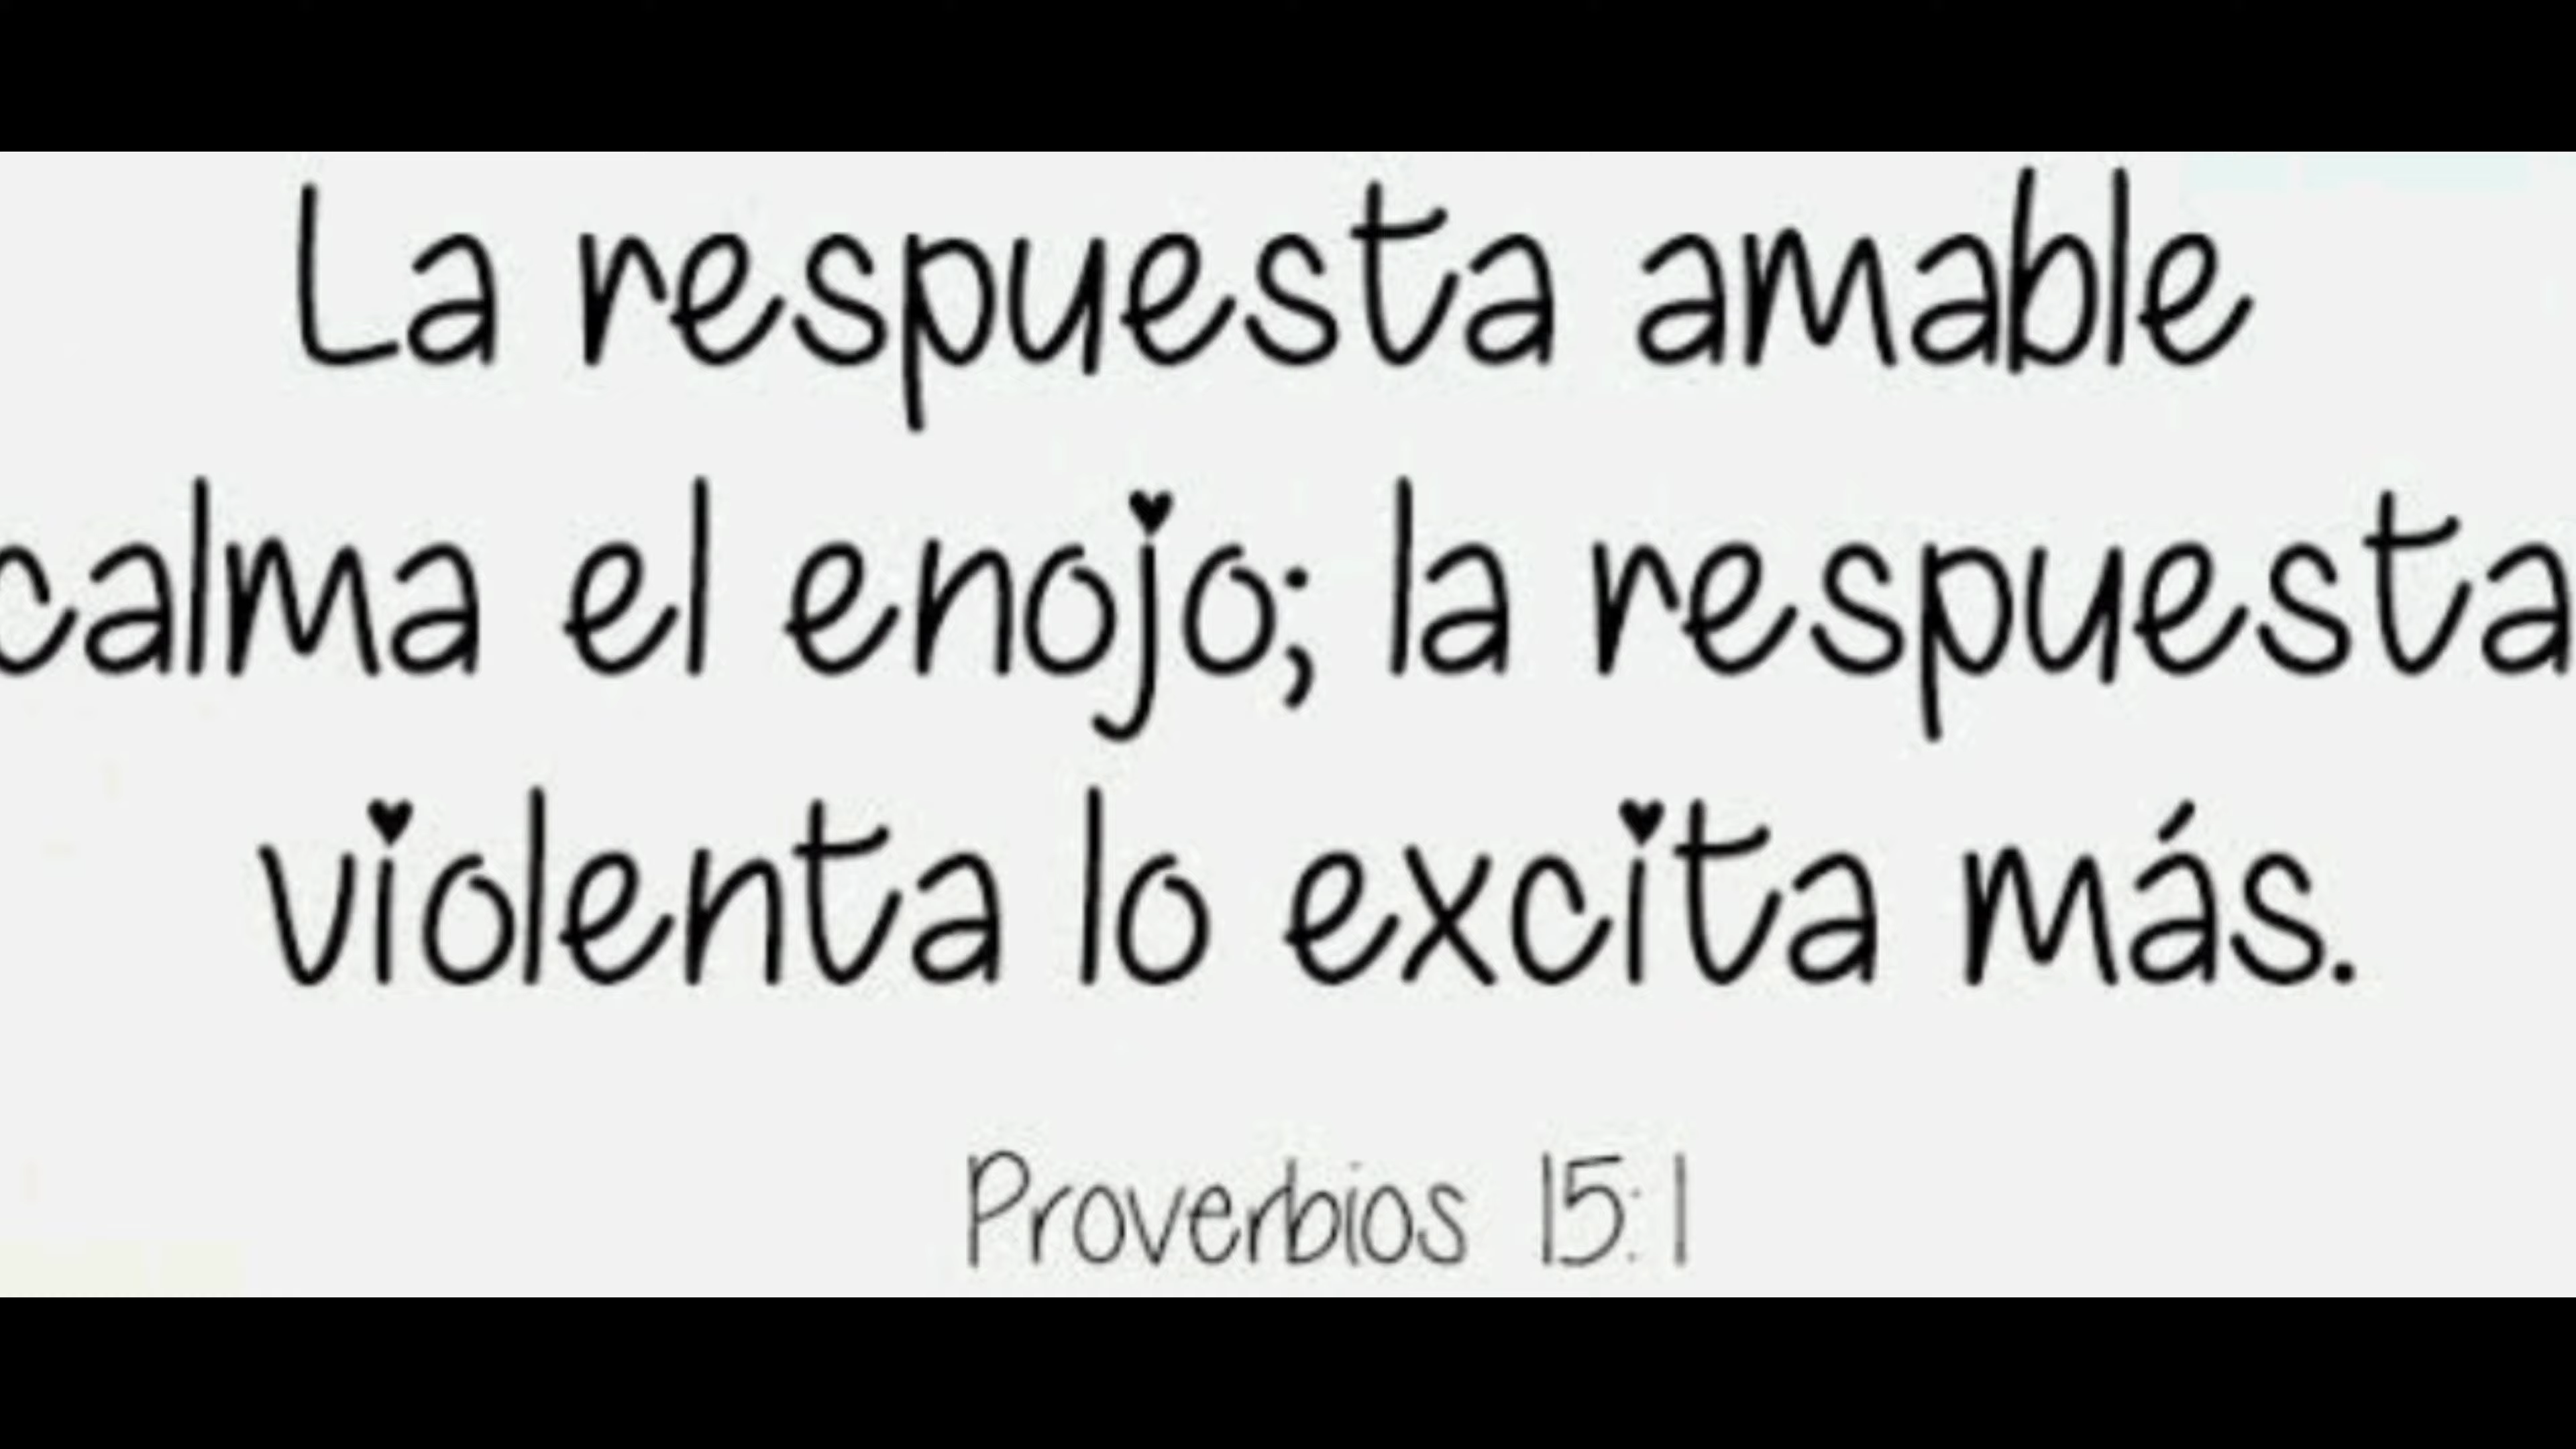 La respuesta amable
calma el enojo; la respuesta
violenta lo excita más.
Proverbios 15:1